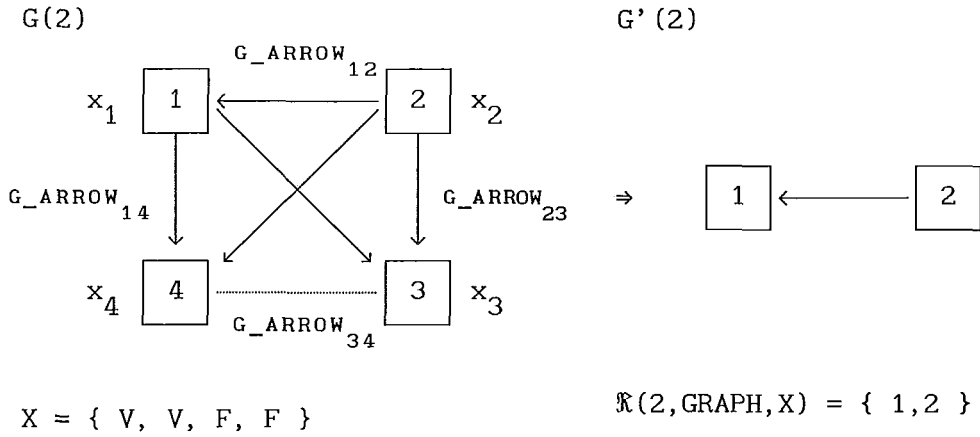 G(2)
G'(2)
G_ARROW12
x1 1 2 x2
G_ARROW14
G_ARROW23
⇒
1 2
x4 4 3 x3
G_ARROW34
X = { V, V, F, F }
ℜ(2,GRAPH,X) = { 1,2 }